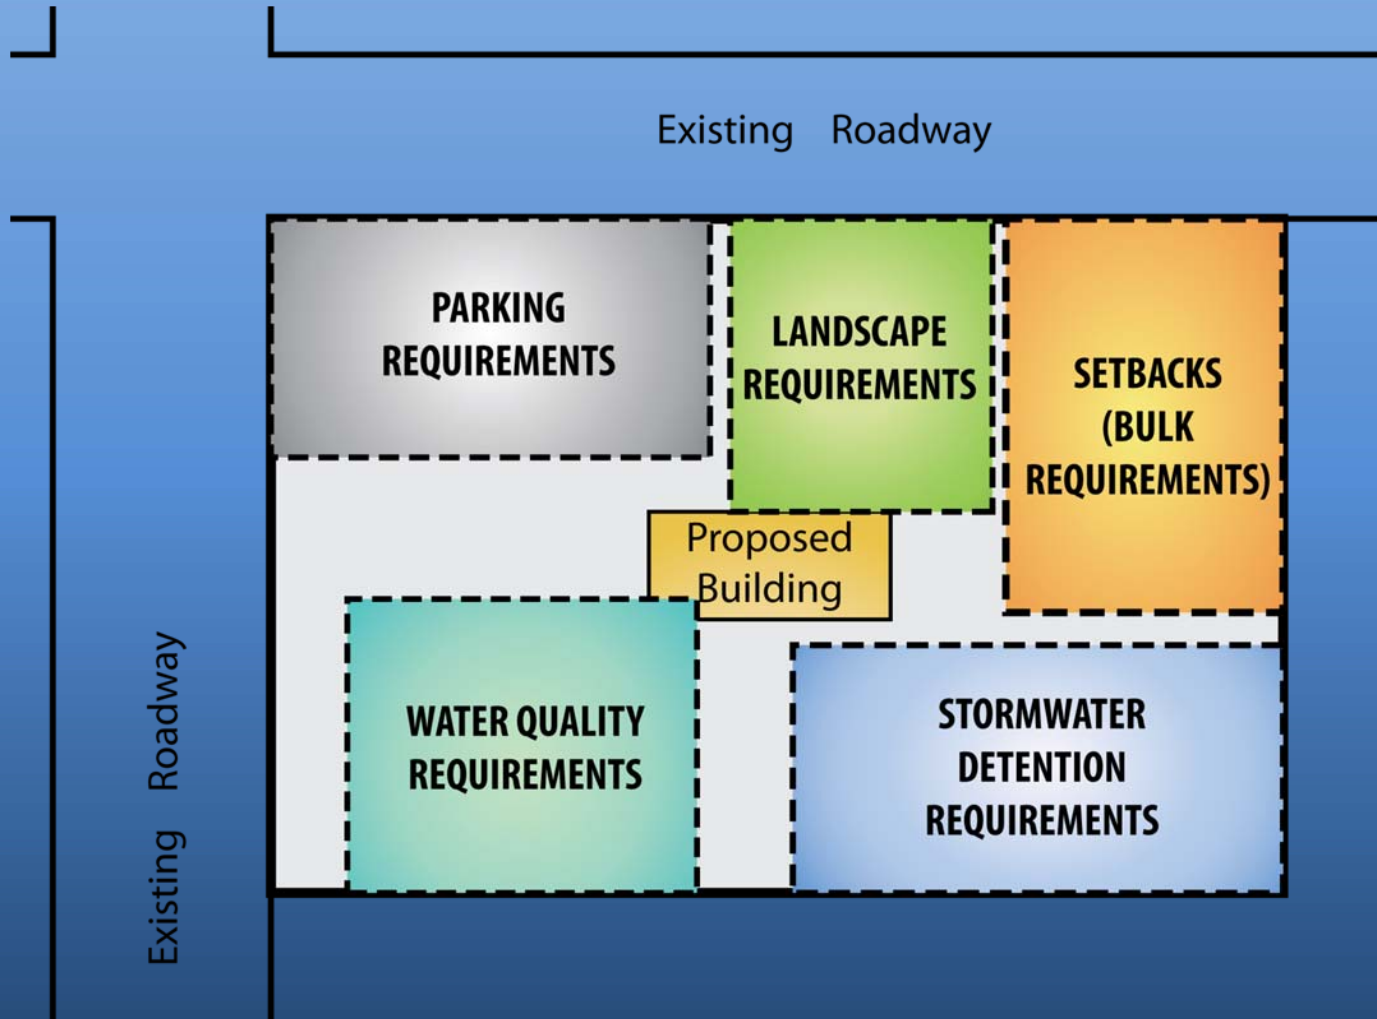 Existing Roadway
PARKING
REQUIREMENTS
LANDSCAPE
REQUIREMENTS
SETBACKS
(BULK
REQUIREMENTS)
Proposed
Building
WATER QUALITY
REQUIREMENTS
STORMWATER
DETENTION
REQUIREMENTS
Existing Roadway